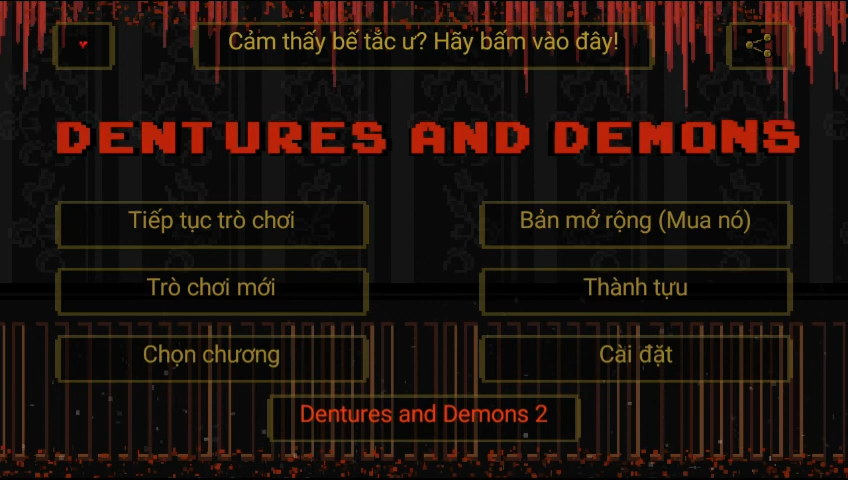 Cảm thấy bế tắc ư? Hãy bấm vào đây!
DENTURES AND DEMONS
Tiếp tục trò chơi
Bản mở rộng (Mua nó)
Trò chơi mới
Thành tựu
Chọn chương
Cài đặt
Dentures and Demons 2